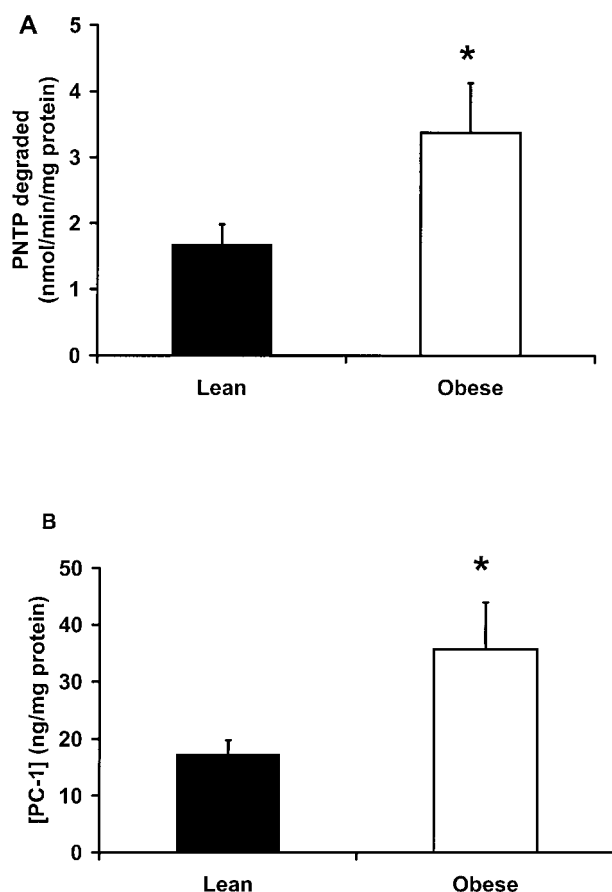 A
PNTP degraded
(nmol/min/mg protein)
5
4
3
2
1
0
*
Lean Obese
B
[PC-1] (ng/mg protein)
50
40
30
20
10
0
*
Lean Obese